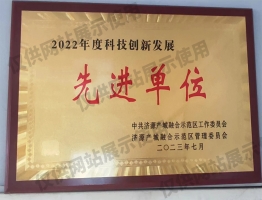 2022年度科技创新发展
先进单位
中共济源产城融合示范区工作委员会
济源产城融合示范区管理委员会
二〇二三年七月
仅供网站展示使用